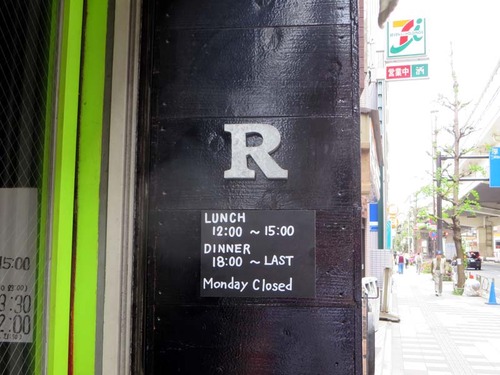 R
LUNCH
12:00 ~ 15:00
DINNER
18:00 ~ LAST
Monday Closed
7i
営業中
15:00
3:30
2:00